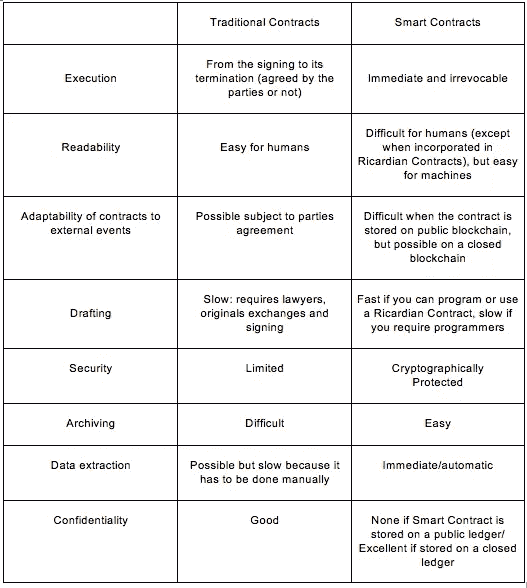 Traditional Contracts
Smart Contracts
Execution
From the signing to its
termination (agreed by the
parties or not)
Immediate and irrevocable
Readability
Easy for humans
Difficult for humans (except
when incorporated in
Ricardian Contracts), but easy
for machines
Adaptability of contracts to
external events
Possible subject to parties
agreement
Difficult when the contract is
stored on public blockchain,
but possible on a closed
blockchain
Drafting
Slow: requires lawyers,
originals exchanges and
signing
Fast if you can program or use
a Ricardian Contract, slow if
you require programmers
Security
Limited
Cryptographically
Protected
Archiving
Difficult
Easy
Data extraction
Possible but slow because it
has to be done manually
Immediate/automatic
Confidentiality
Good
None if Smart Contract is
stored on a public ledger/
Excellent if stored on a closed
ledger